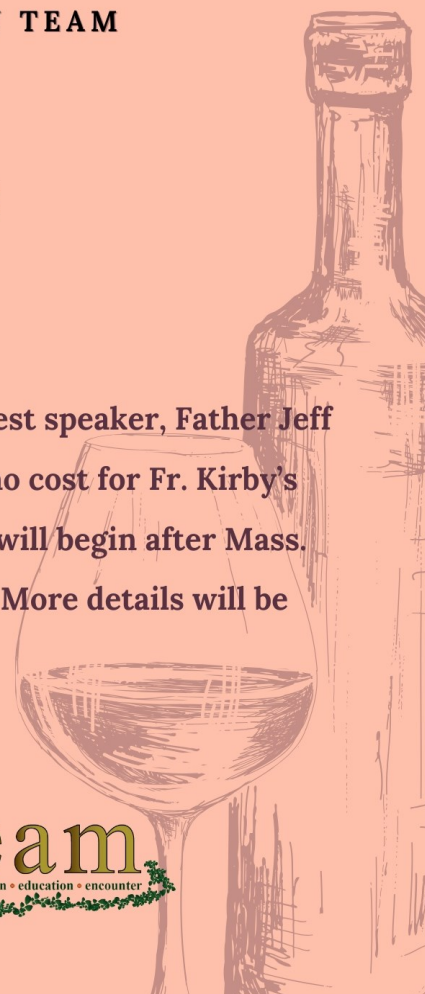 TEAM
est speaker, Father Jeff
no cost for Fr. Kirby's
will begin after Mass.
More details will be
eam
n • education • encounter